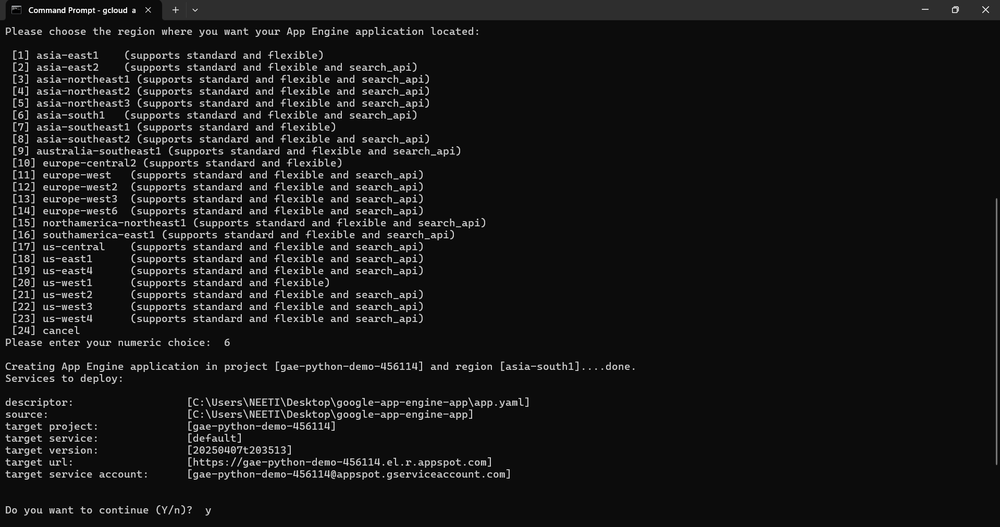 Command Prompt - gcloud a
Please choose the region where you want your App Engine application located:
[1] asia-east1    (supports standard and flexible)
[2] asia-east2    (supports standard and flexible and search_api)
[3] asia-northeast1 (supports standard and flexible and search_api)
[4] asia-northeast2 (supports standard and flexible and search_api)
[5] asia-northeast3 (supports standard and flexible and search_api)
[6] asia-south1   (supports standard and flexible and search_api)
[7] asia-southeast1 (supports standard and flexible)
[8] asia-southeast2 (supports standard and flexible and search_api)
[9] australia-southeast1 (supports standard and flexible and search_api)
[10] europe-central2 (supports standard and flexible)
[11] europe-west   (supports standard and flexible and search_api)
[12] europe-west2  (supports standard and flexible and search_api)
[13] europe-west3  (supports standard and flexible and search_api)
[14] europe-west6  (supports standard and flexible and search_api)
[15] northamerica-northeast1 (supports standard and flexible and search_api)
[16] southamerica-east1 (supports standard and flexible and search_api)
[17] us-central    (supports standard and flexible and search_api)
[18] us-east1      (supports standard and flexible and search_api)
[19] us-east4      (supports standard and flexible and search_api)
[20] us-west1      (supports standard and flexible)
[21] us-west2      (supports standard and flexible and search_api)
[22] us-west3      (supports standard and flexible and search_api)
[23] us-west4      (supports standard and flexible and search_api)
[24] cancel
Please enter your numeric choice:  6
Creating App Engine application in project [gae-python-demo-456114] and region [asia-south1]....done.
Services to deploy:
descriptor:                  [C:\Users\NEETI\Desktop\google-app-engine-app\app.yaml]
source:                      [C:\Users\NEETI\Desktop\google-app-engine-app]
target project:              [gae-python-demo-456114]
target service:              [default]
target version:              [20250407t203513]
target url:                  [https://gae-python-demo-456114.el.r.appspot.com]
target service account:      [gae-python-demo-456114@appspot.gserviceaccount.com]
Do you want to continue (Y/n)?  y